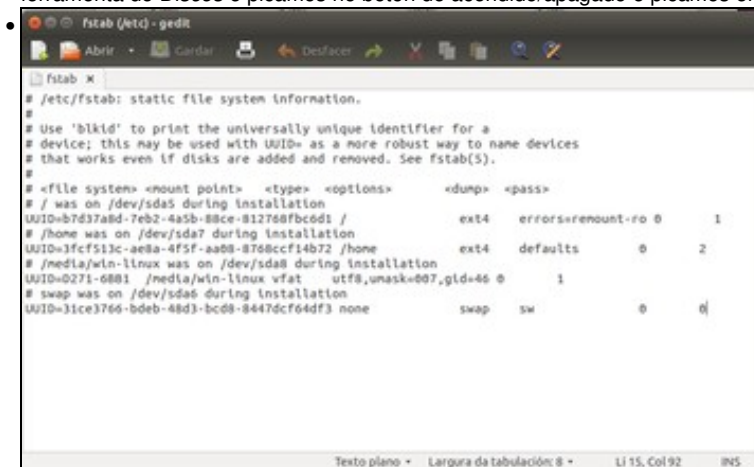 ferramenta de Discos e picamos no botón de acendido/apagado e picamos
fstab (/etc) - gedit
Abrir Gardar Desfacer
fstab ×
# /etc/fstab: static file system information.
#
# Use 'blkid' to print the universally unique identifier for a
# device; this may be used with UUID= as a more robust way to name devices
# that works even if disks are added and removed. See fstab(5).
#
# <file system> <mount point>   <type>  <options>       <dump>  <pass>
# / was on /dev/sda5 during installation
UUID=b7d37a8d-7eb2-4a5b-88ce-812768fbc6d1 /               ext4    errors=remount-ro 0       1
# /home was on /dev/sda7 during installation
UUID=3fcf513c-ae8a-4f5f-aa08-8768ccf14b72 /home           ext4    defaults        0       2
# /media/win-linux was on /dev/sda8 during installation
UUID=0271-6881  /media/win-linux vfat    utf8,umask=007,gid=46 0       1
# swap was on /dev/sda6 during installation
UUID=31ce3766-bdeb-48d3-bcd8-8447dcf64df3 none            swap    sw              0       0
Texto plano Largura da tabulación: 8 Li 15, Col 92 INS